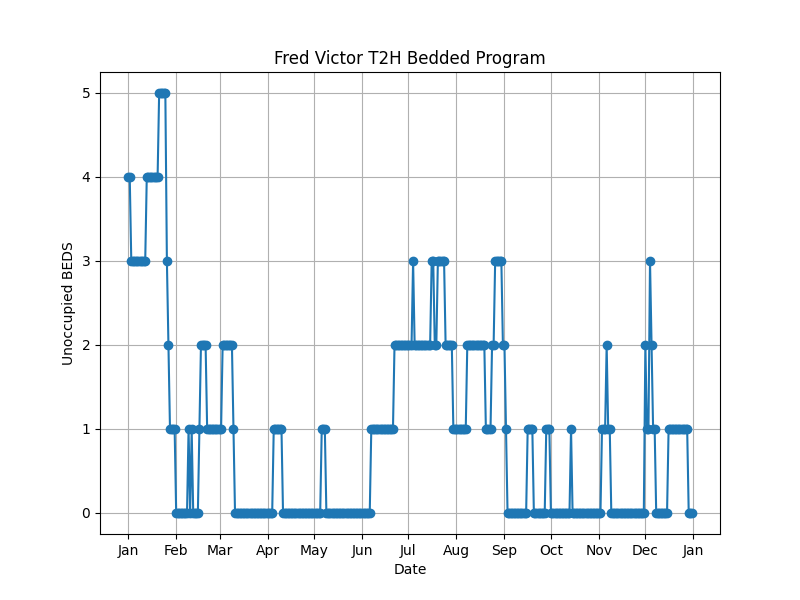 Fred Victor T2H Bedded Program
Unoccupied BEDS
5
4
3
2
1
0
Jan Feb Mar Apr May Jun Jul Aug Sep Oct Nov Dec Jan
Date